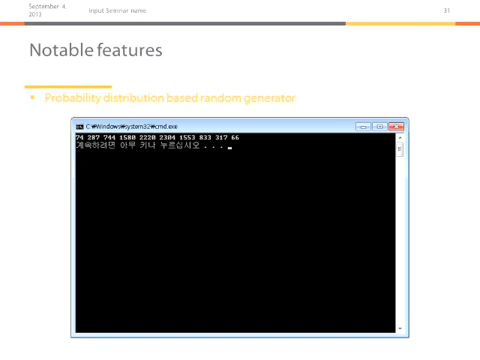 September 4,
2013
Input Seminar name
31
Notable features
• Probability distribution based random generator
C:₩Windows₩system32₩cmd.exe
74 287 744 1580 2220 2304 1553 833 317 66
계속하려면 아무 키나 누르십시오 . . . _